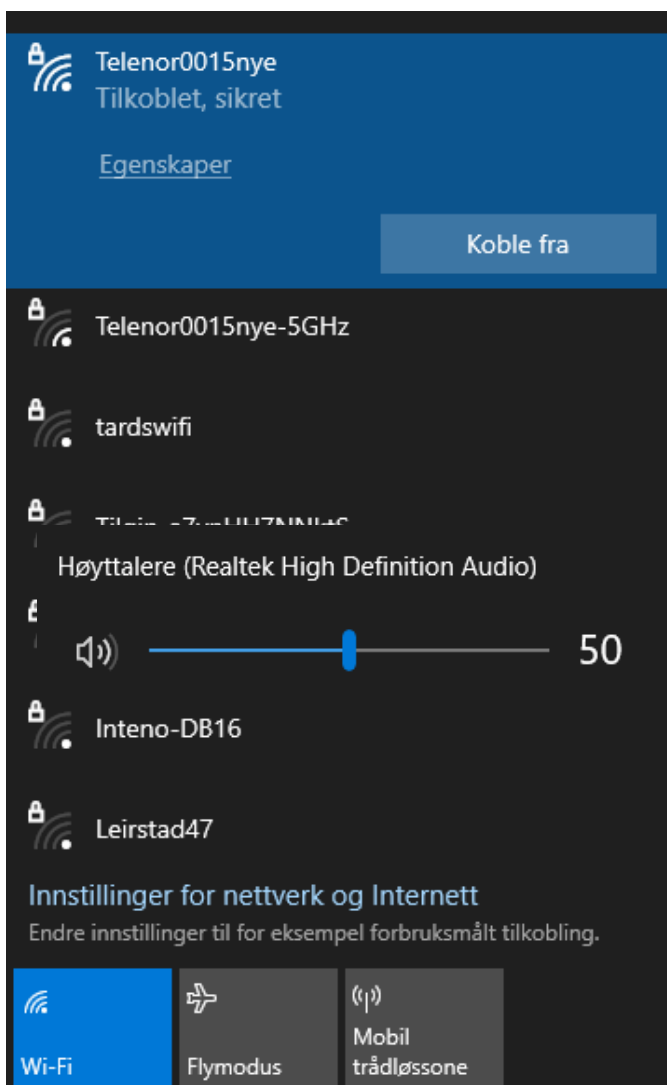 Telenor0015nye
Tilkoblet, sikret
Egenskaper
Koble fra
Telenor0015nye-5GHz
tardswifi
Høyttalere (Realtek High Definition Audio)
50
Inteno-DB16
Leirstad47
Innstillinger for nettverk og Internett
Endre innstillinger til for eksempel forbruksmålt tilkobling.
Wi-Fi
Flymodus
Mobil
trådløssone